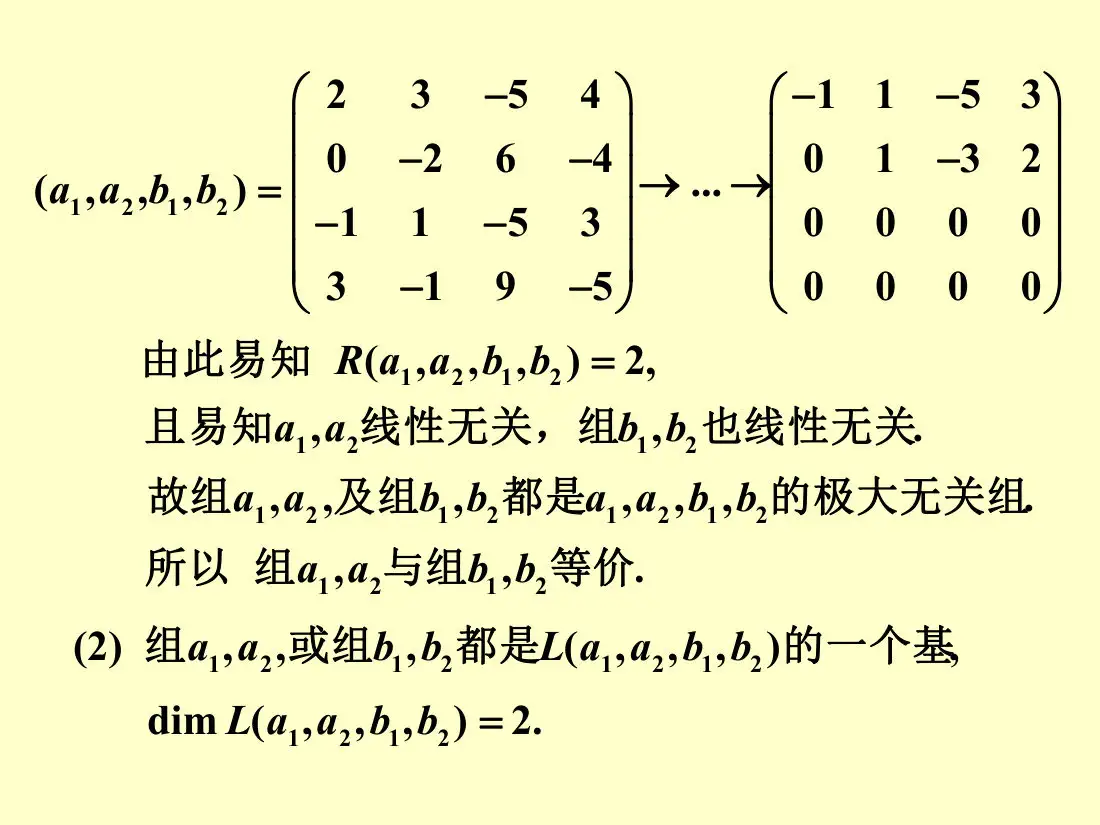 (a₁,a₂,b₁,b₂) = ( 2 3 −5 4 → ... → ( −1 1 −5 3
0 −2 6 −4 0 1 −3 2
−1 1 −5 3 0 0 0 0
3 −1 9 −5 ) 0 0 0 0 )
由此易知 R(a₁,a₂,b₁,b₂) = 2,
且易知a₁,a₂线性无关，组b₁,b₂也线性无关.
故组a₁,a₂,及组b₁,b₂都是a₁,a₂,b₁,b₂的极大无关组.
所以 组a₁,a₂与组b₁,b₂等价.
(2) 组a₁,a₂,或组b₁,b₂都是L(a₁,a₂,b₁,b₂)的一个基,
dim L(a₁,a₂,b₁,b₂) = 2.